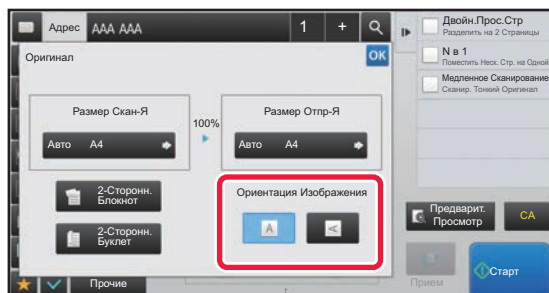 Адрес AAA AAA 1 +
Оригинал OK
Размер Скан-Я
100%
Размер Отпр-Я
Авто A4
Авто A4
2-Сторонн.
Блокнот
2-Сторонн.
Буклет
Ориентация Изображения
A A
Прочие
Двойн.Прос.Стр
Разделить на 2 Страницы
N в 1
Поместить Неск. Стр. на Одной
Медленное Сканирование
Сканир. Тонкий Оригинал
Предварит.
Просмотр
CA
Прием
Старт